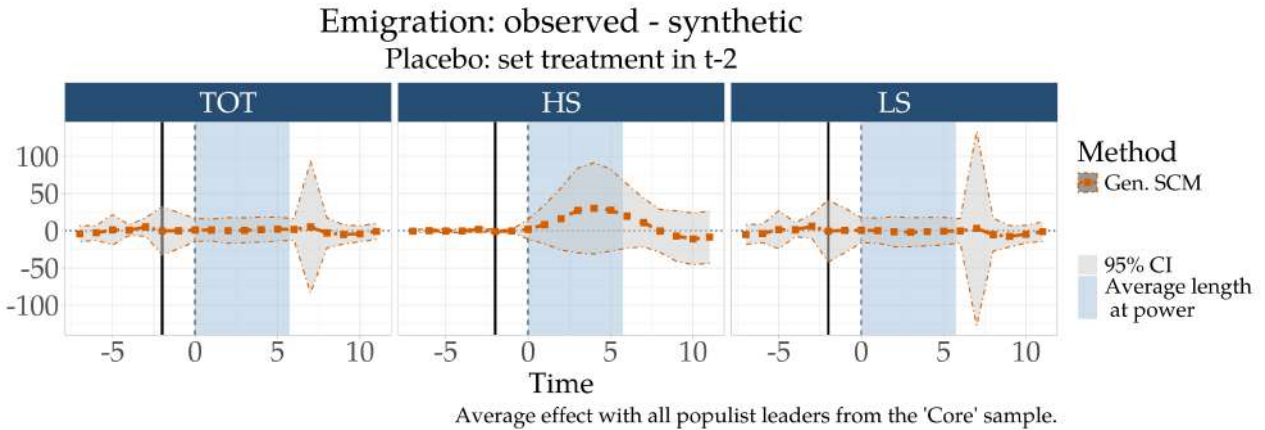 Emigration: observed - synthetic
Placebo: set treatment in t-2
TOT HS LS
100
50
0
-50
-100
-5 0 5 10 -5 0 5 10 -5 0 5 10
Time
Method
Gen. SCM
95% CI
Average length
at power
Average effect with all populist leaders from the 'Core' sample.